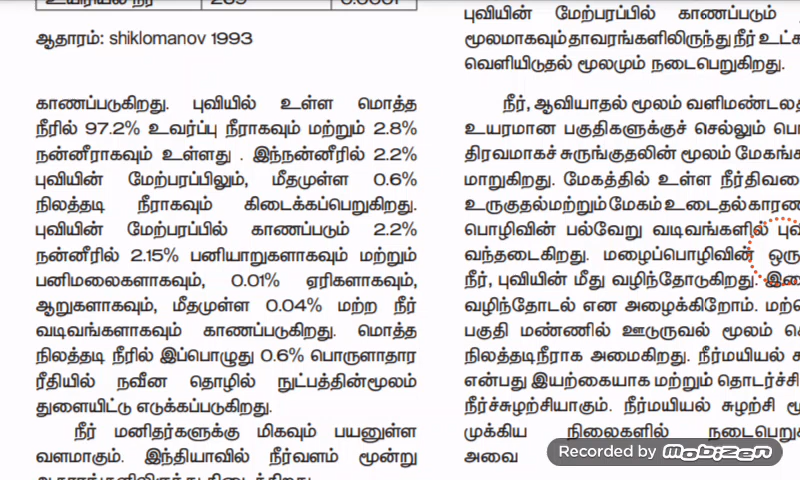 ஆதாரம்: shiklomanov 1993
காணப்படுகிறது. புவியில் உள்ள மொத்த
நீரில் 97.2% உவர்ப்பு நீராகவும் மற்றும் 2.8%
நன்னீராகவும் உள்ளது . இந்நன்னீரில் 2.2%
புவியின் மேற்பரப்பிலும், மீதமுள்ள 0.6%
நிலத்தடி நீராகவும் கிடைக்கப்பெறுகிறது.
புவியின் மேற்பரப்பில் காணப்படும் 2.2%
நன்னீரில் 2.15% பனியாறுகளாகவும் மற்றும்
பனிமலைகளாகவும், 0.01% ஏரிகளாகவும்,
ஆறுகளாகவும், மீதமுள்ள 0.04% மற்ற நீர்
வடிவங்களாகவும் காணப்படுகிறது. மொத்த
நிலத்தடி நீரில் இப்பொழுது 0.6% பொருளாதார
ரீதியில் நவீன தொழில் நுட்பத்தின்மூலம்
துளையிட்டு எடுக்கப்படுகிறது.
நீர் மனிதர்களுக்கு மிகவும் பயனுள்ள
வளமாகும். இந்தியாவில் நீர்வளம் மூன்று
புவியின் மேற்பரப்பில் காணப்படும்
மூலமாகவும்தாவரங்களிலிருந்துநீர் உட்க
வெளியிடுதல் மூலமும் நடைபெறுகிறது.
நீர், ஆவியாதல் மூலம் வளிமண்டலத்
உயரமான பகுதிகளுக்குச் செல்லும் பொ
திரவமாகச் சுருங்குதலின் மூலம் மேகங்க
மாறுகிறது. மேகத்தில் உள்ள நீர்திவலை
உருகுதல்மற்றும்மேகம்உடைதல்காரண
பொழிவின் பல்வேறு வடிவங்களில் புவி
வந்தடைகிறது. மழைப்பொழிவின் ஒரு
நீர், புவியின் மீது வழிந்தோடுகிறது.
வழிந்தோடல் என அழைக்கிறோம். மற்
பகுதி மண்ணில் ஊடுருவல் மூலம்
நிலத்தடிநீராக அமைகிறது. நீர்மயியல்
என்பது இயற்கையாக மற்றும் தொடர்ச்சி
நீர்ச்சுழற்சியாகும். நீர்மயியல் சுழற்சி மூ
முக்கிய நிலைகளில் நடைபெறு
அவை
Recorded by Mobizen